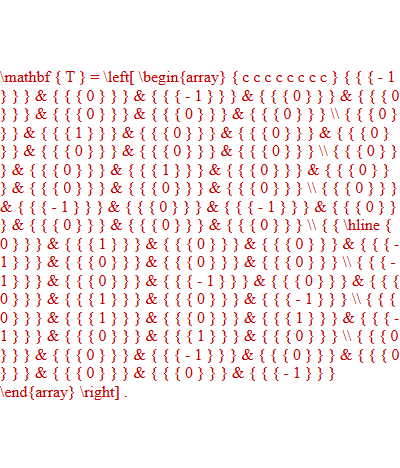 \mathbf { T } = \left[ \begin{array} { c c c c c c c c } { { { - 1
} } } & { { { 0 } } } & { { { - 1 } } } & { { { 0 } } } & { { { 0
} } } & { { { 0 } } } & { { { 0 } } } & { { { 0 } } } \\ { { { 0 }
} } & { { { 1 } } } & { { { 0 } } } & { { { 0 } } } & { { { 0
} } } & { { { 0 } } } & { { { 0 } } } & { { { 0 } } } \\ { { { 0 } }
} & { { { 0 } } } & { { { 1 } } } & { { { 0 } } } & { { { 0 } }
} & { { { 0 } } } & { { { 0 } } } & { { { 0 } } } \\ { { { 0 } } }
& { { { - 1 } } } & { { { 0 } } } & { { { - 1 } } } & { { { 0 } }
} & { { { 0 } } } & { { { 0 } } } & { { { 0 } } } \\ { { \hline {
0 } } } & { { { 1 } } } & { { { 0 } } } & { { { 0 } } } & { { { -
1 } } } & { { { 0 } } } & { { { 0 } } } & { { { 0 } } } \\ { { { -
1 } } } & { { { 0 } } } & { { { - 1 } } } & { { { 0 } } } & { { {
0 } } } & { { { 1 } } } & { { { 0 } } } & { { { - 1 } } } \\ { { {
0 } } } & { { { 1 } } } & { { { 0 } } } & { { { 1 } } } & { { { -
1 } } } & { { { 0 } } } & { { { 1 } } } & { { { 0 } } } \\ { { { 0
} } } & { { { 0 } } } & { { { - 1 } } } & { { { 0 } } } & { { { 0
} } } & { { { 0 } } } & { { { 0 } } } & { { { - 1 } } }
\end{array} \right] .